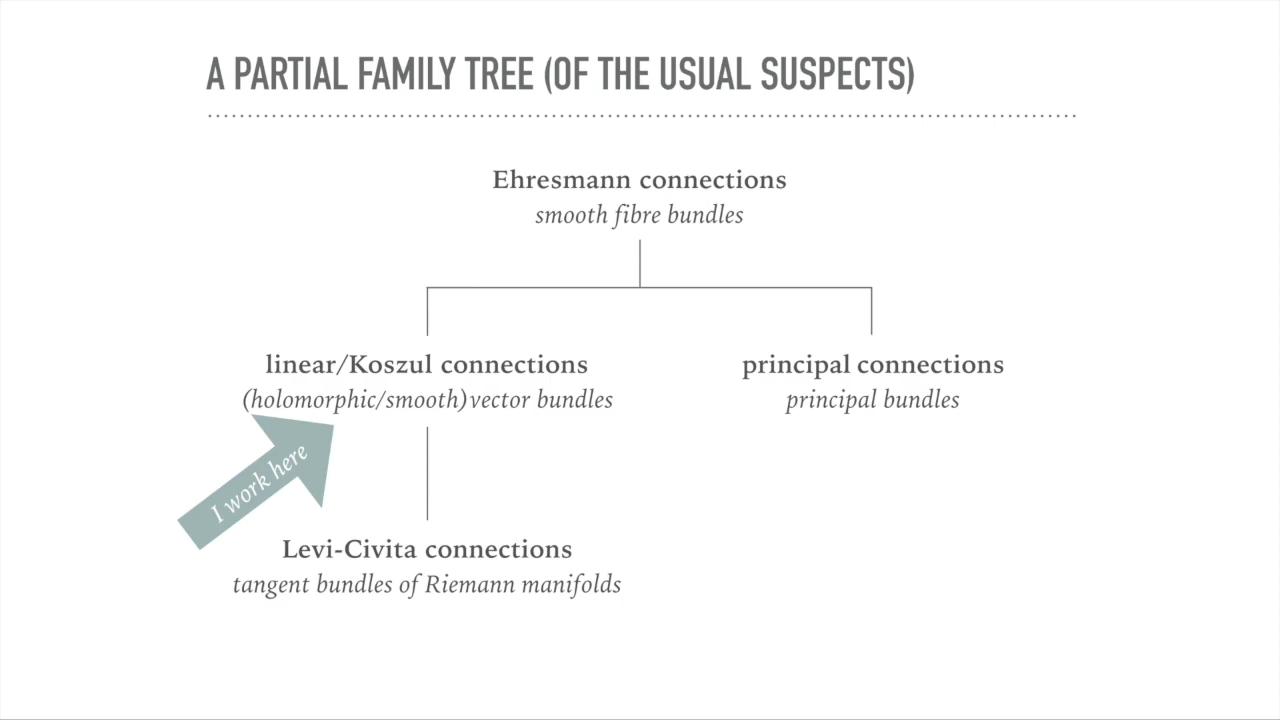 A PARTIAL FAMILY TREE (OF THE USUAL SUSPECTS)
Ehresmann connections
smooth fibre bundles
linear/Koszul connections
(holomorphic/smooth) vector bundles
principal connections
principal bundles
I work here
Levi-Civita connections
tangent bundles of Riemann manifolds